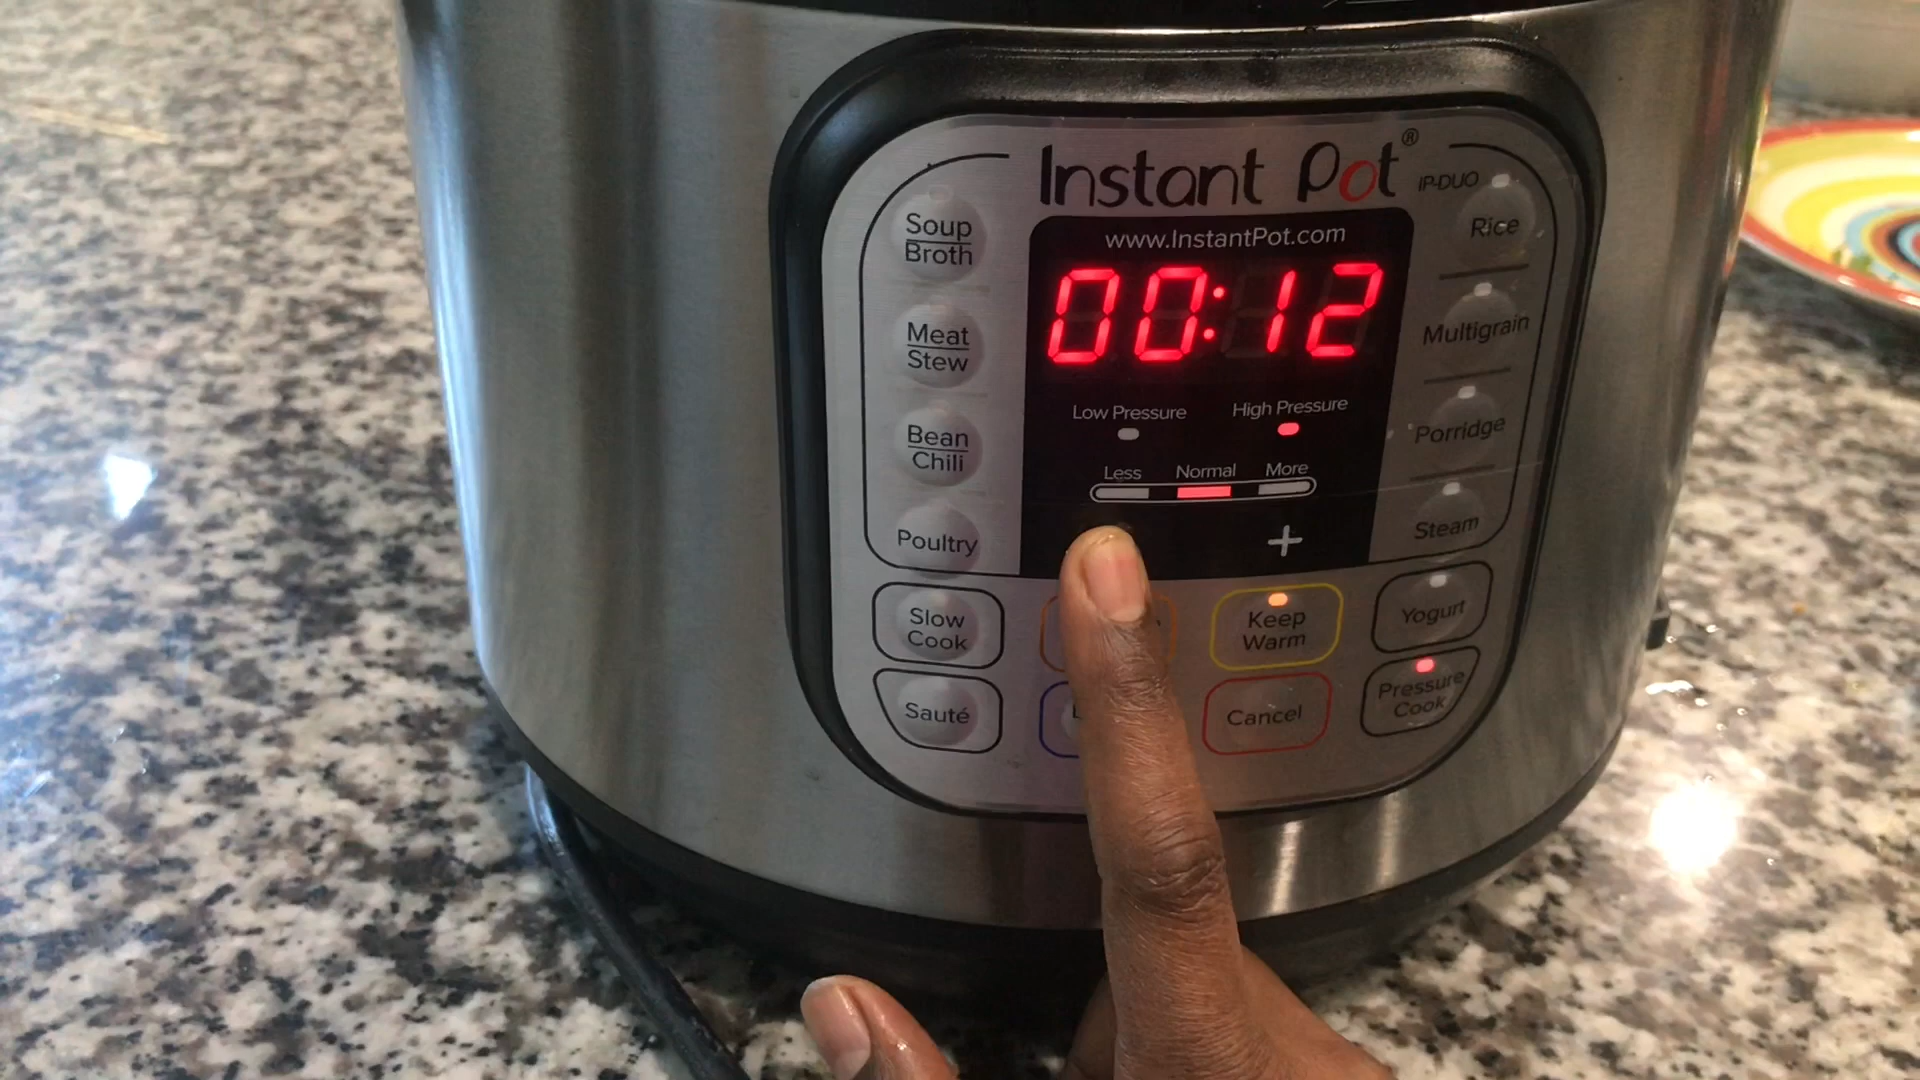 Instant Pot®
IP-DUO
www.InstantPot.com
00:12
Low Pressure
High Pressure
Less
Normal
More
+
Soup
Broth
Meat
Stew
Bean
Chili
Poultry
Rice
Multigrain
Porridge
Steam
Slow
Cook
Keep
Warm
Yogurt
Sauté
Cancel
Pressure
Cook